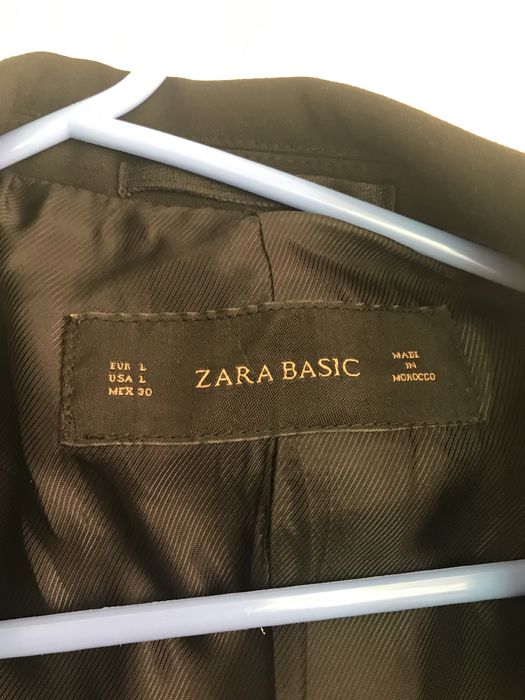 EUR L
USA L
MEX 30
ZARA BASIC
MADE
IN
MOROCCO